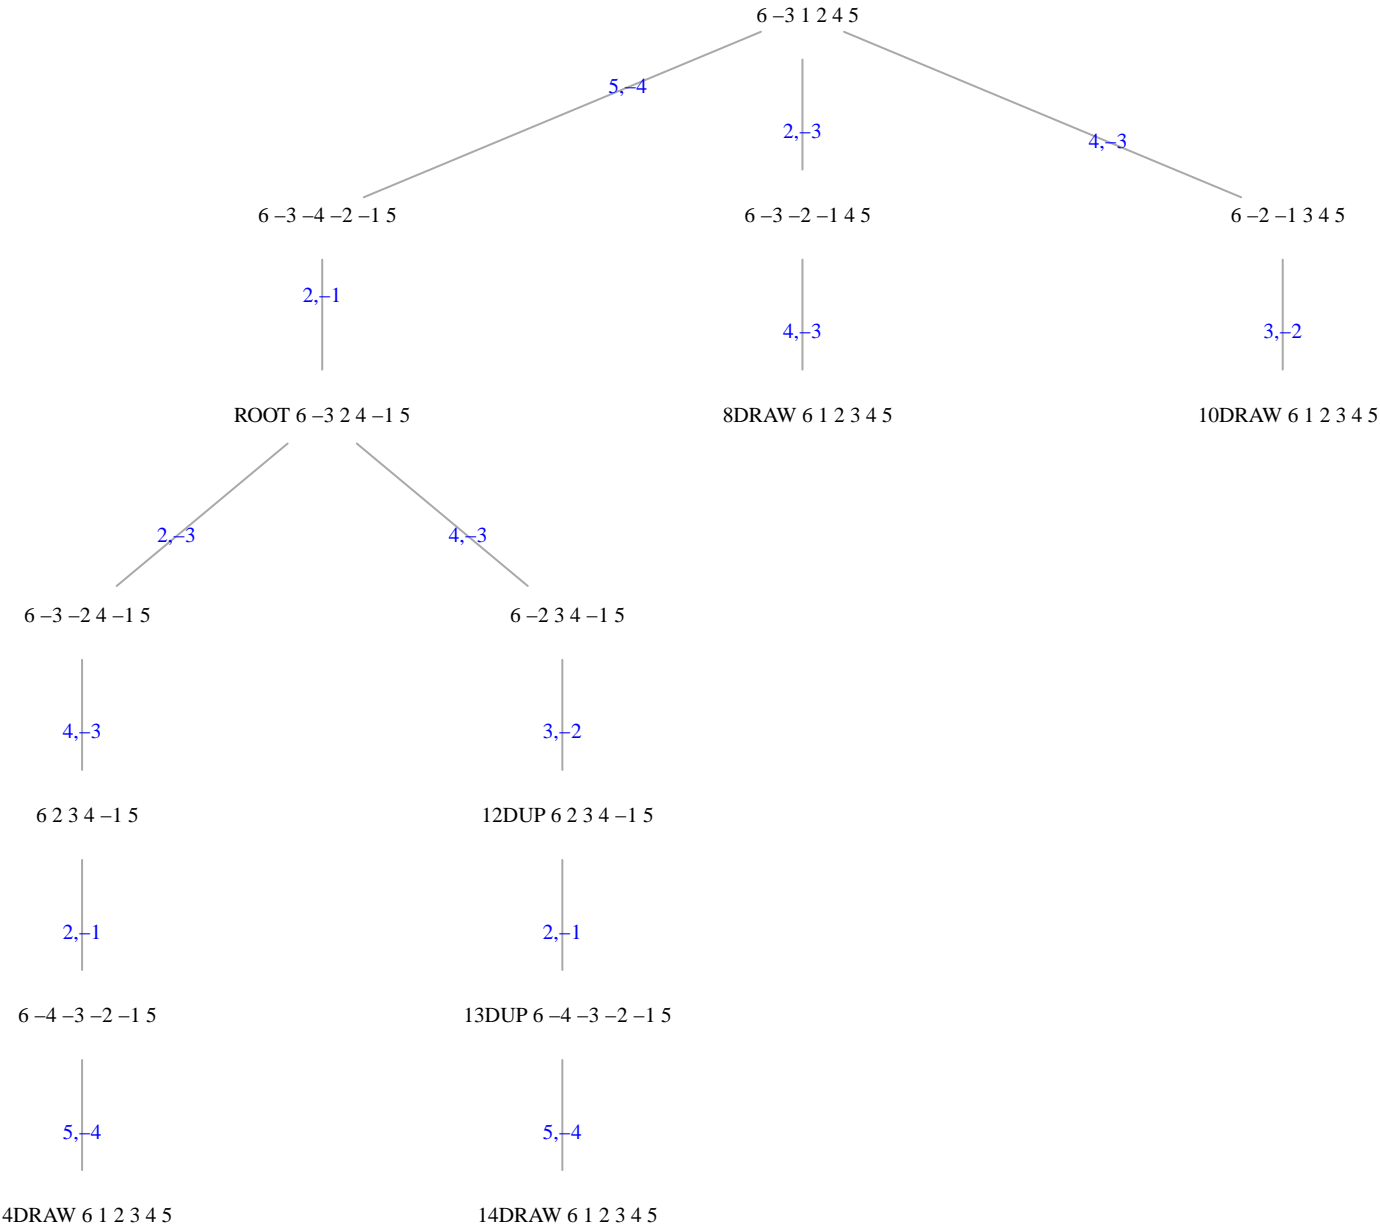 6 –3 1 2 4 5
5,–4
2,–3
4,–3
6 –3 –4 –2 –1 5
6 –3 –2 –1 4 5
6 –2 –1 3 4 5
2,–1
4,–3
3,–2
ROOT 6 –3 2 4 –1 5
8DRAW 6 1 2 3 4 5
10DRAW 6 1 2 3 4 5
2,–3
4,–3
6 –3 –2 4 –1 5
6 –2 3 4 –1 5
4,–3
3,–2
6 2 3 4 –1 5
12DUP 6 2 3 4 –1 5
2,–1
2,–1
6 –4 –3 –2 –1 5
13DUP 6 –4 –3 –2 –1 5
5,–4
5,–4
4DRAW 6 1 2 3 4 5
14DRAW 6 1 2 3 4 5